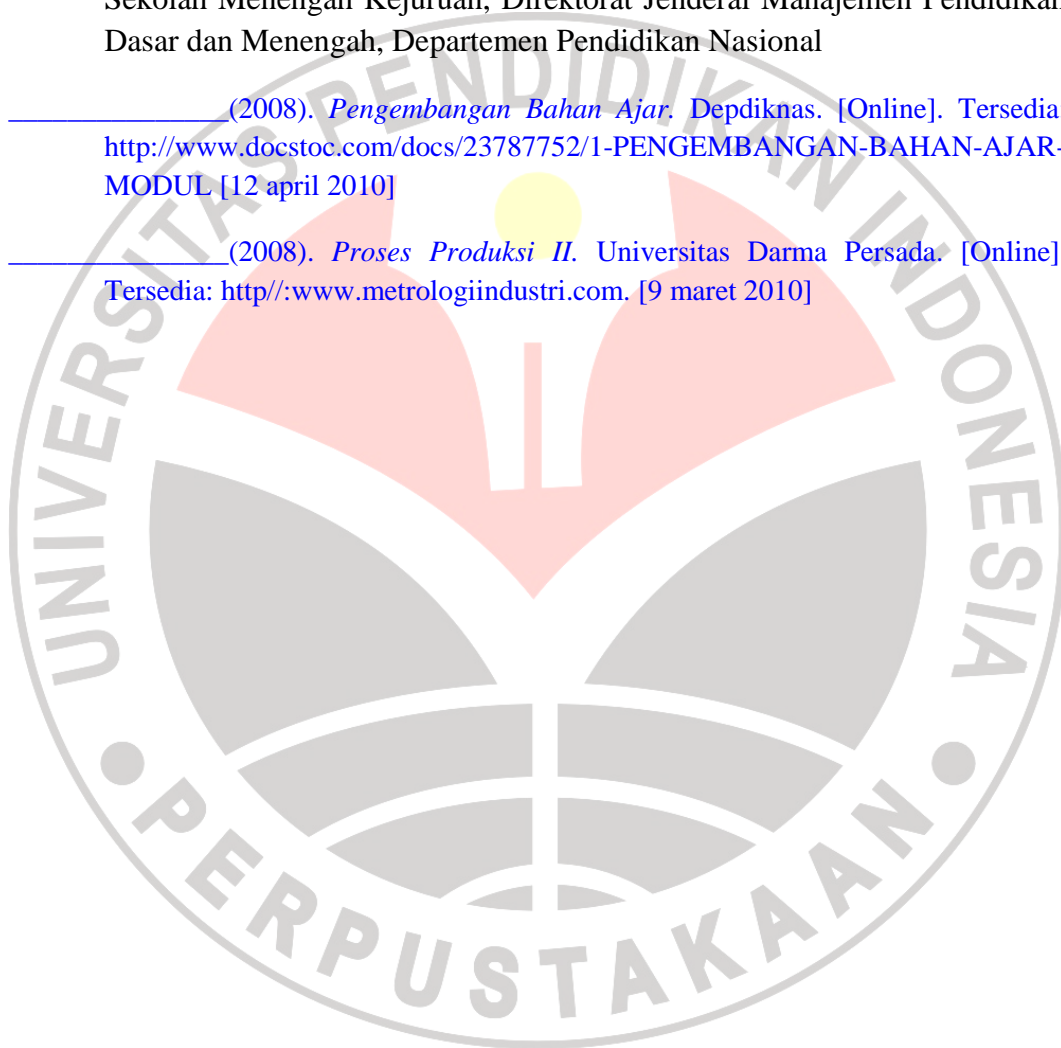 Sekolah Menengah Kejuruan, Direktorat Jenderal Manajemen Pendidikan
Dasar dan Menengah, Departemen Pendidikan Nasional
_______________(2008). Pengembangan Bahan Ajar. Depdiknas. [Online]. Tersedia
http://www.docstoc.com/docs/23787752/1-PENGEMBANGAN-BAHAN-AJAR-
MODUL [12 april 2010]
_______________(2008). Proses Produksi II. Universitas Darma Persada. [Online]
Tersedia: http//:www.metrologiindustri.com. [9 maret 2010]
UNIVERSITAS PENDIDIKAN INDONESIA
PERPUSTAKAAN